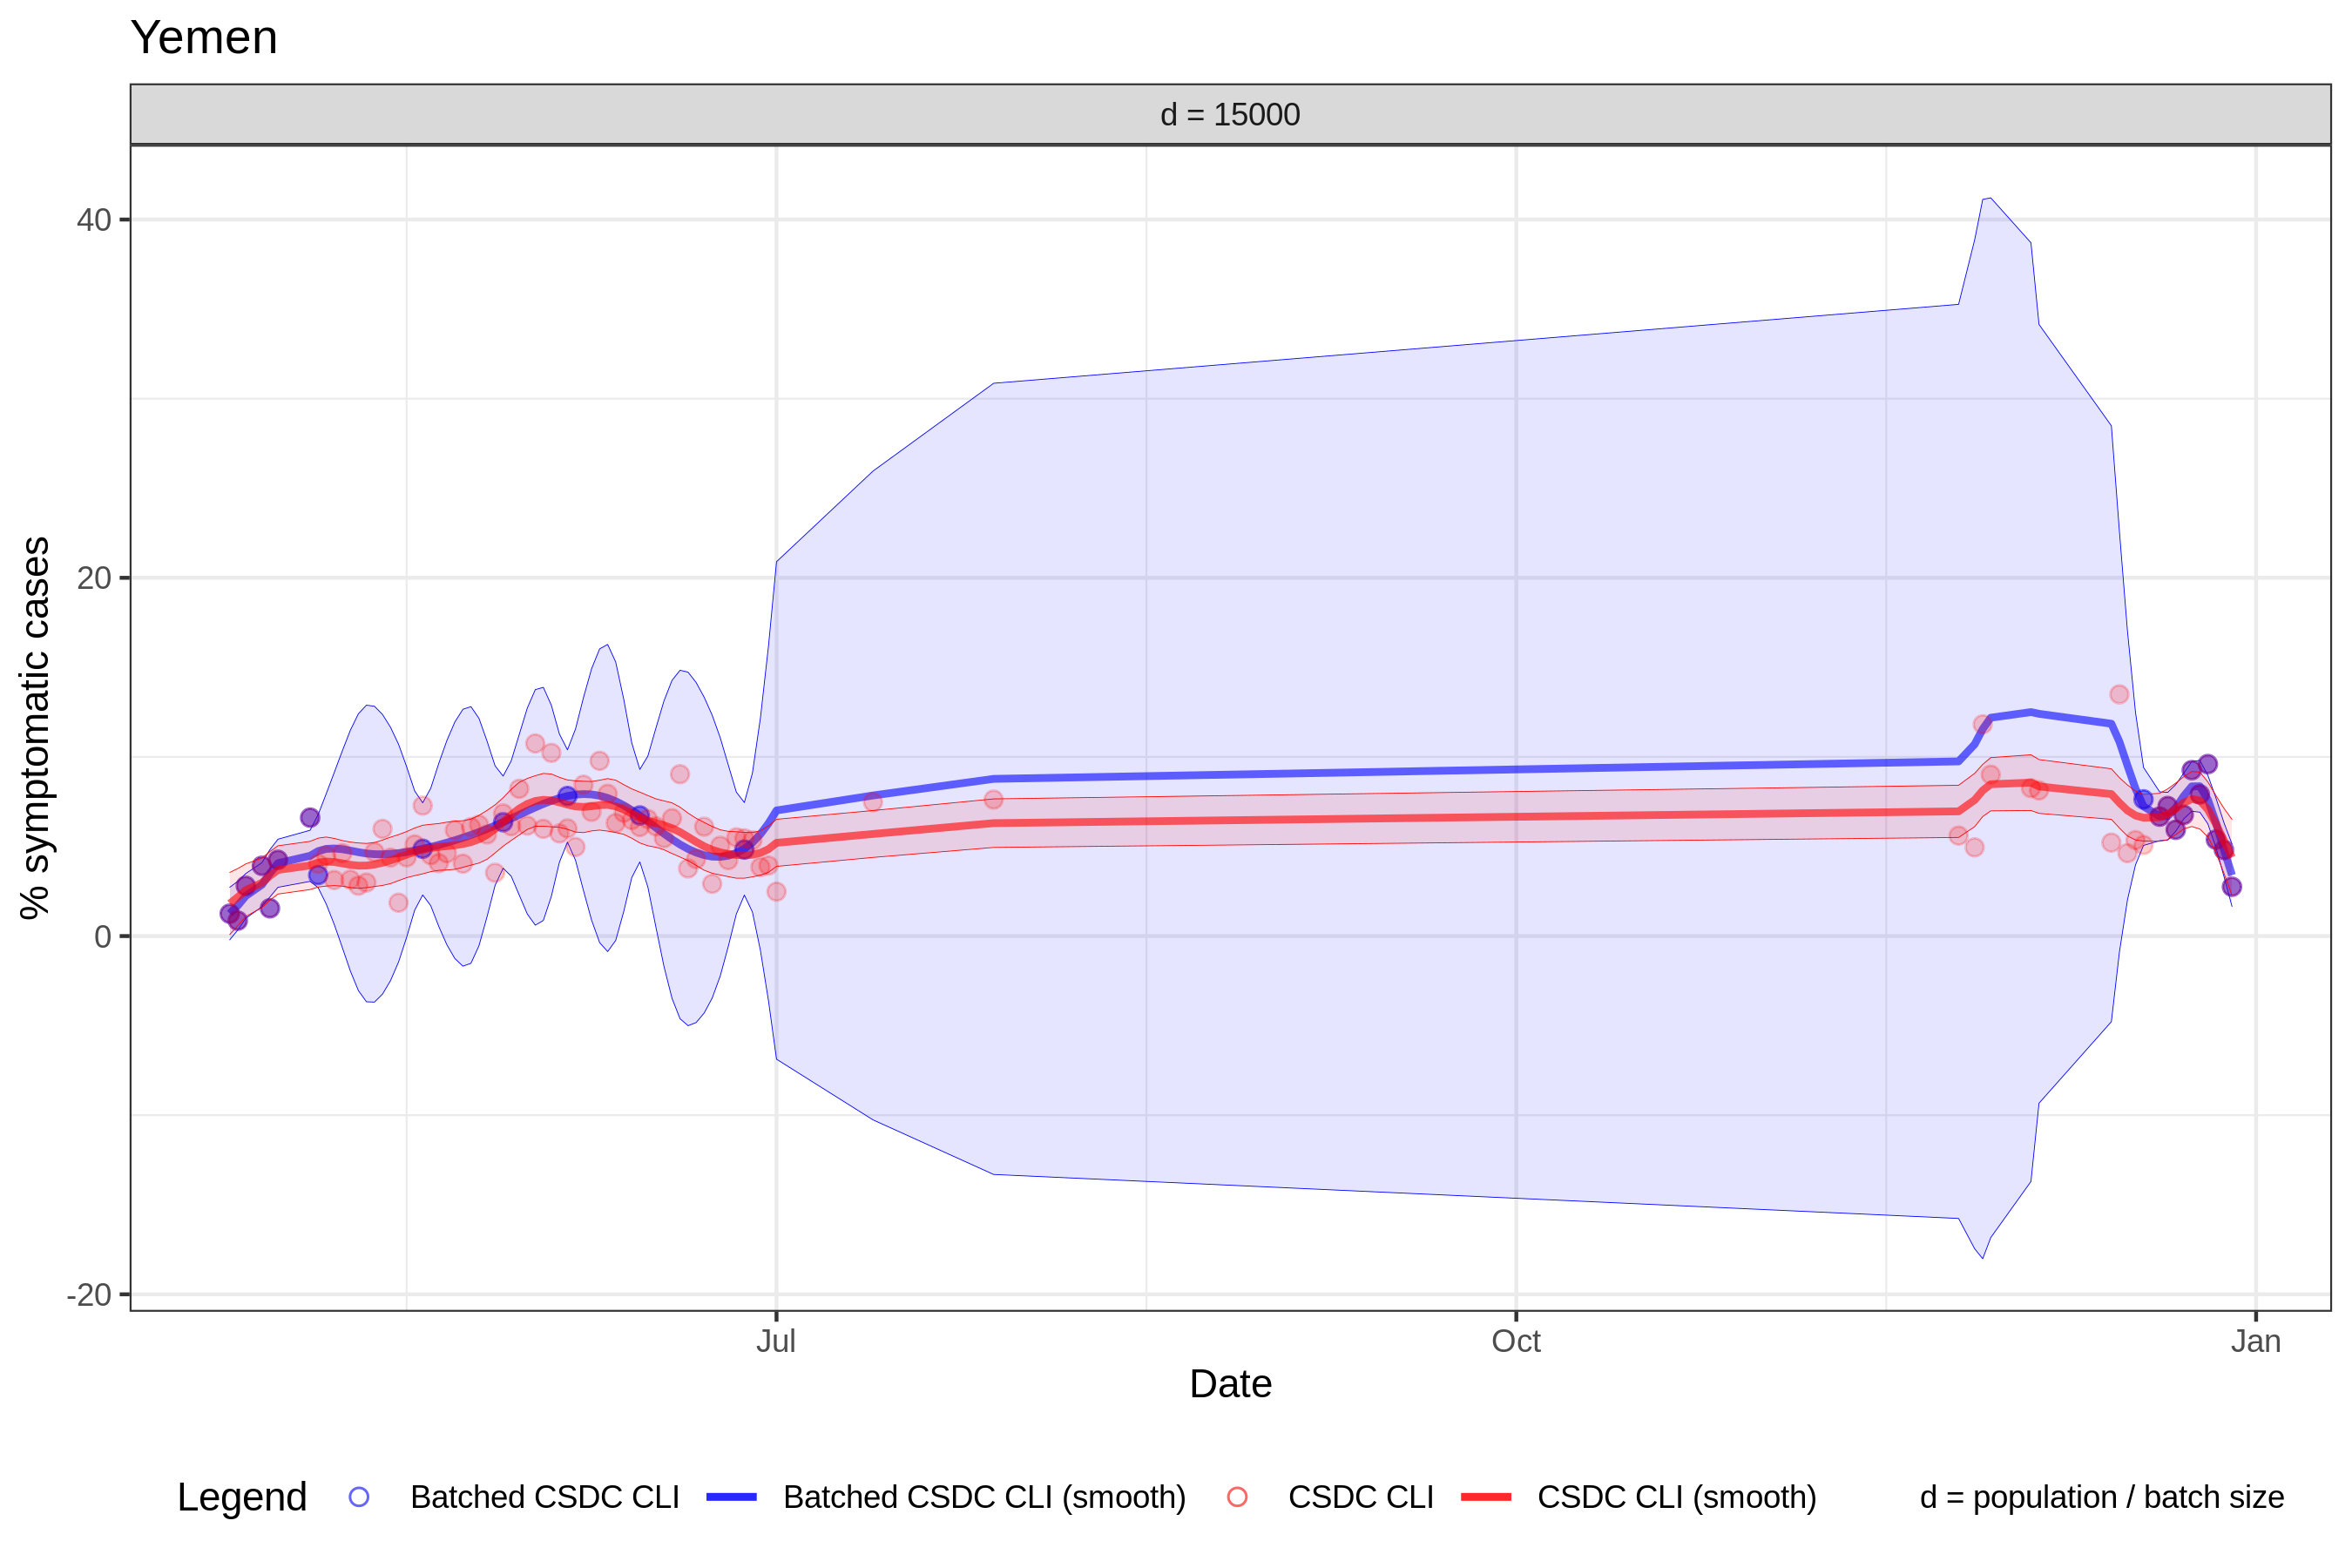 Yemen
d = 15000
40
20
0
-20
% symptomatic cases
Jul
Oct
Jan
Date
Legend
Batched CSDC CLI
Batched CSDC CLI (smooth)
CSDC CLI
CSDC CLI (smooth)
d = population / batch size